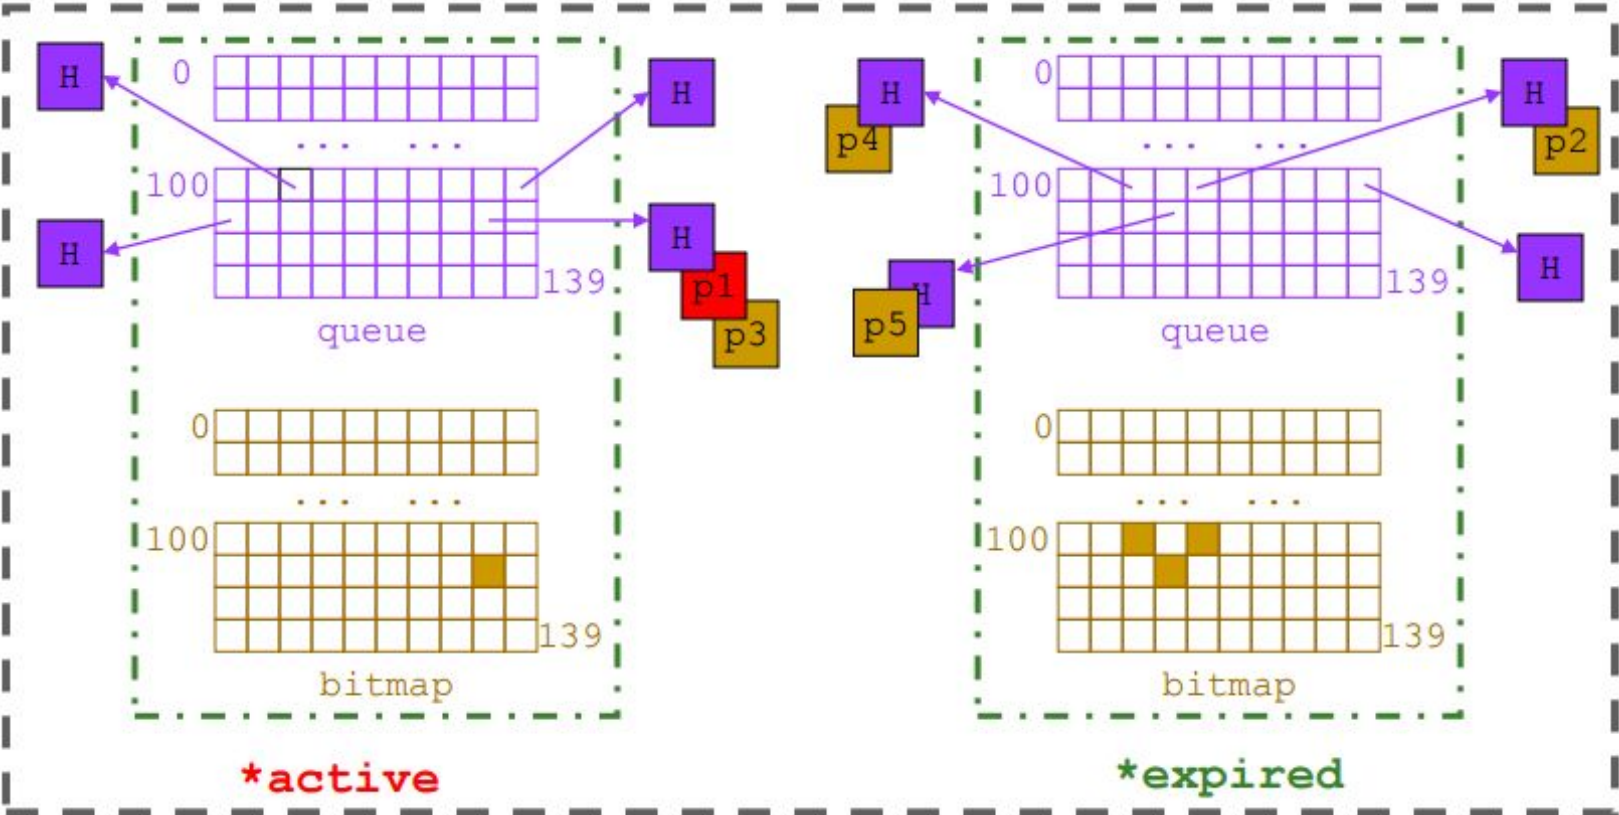 H
0
... ...
H
100
H
H
p1
p3
139
queue
0
... ...
100
139
bitmap
*active
H
p4
0
... ...
H
p2
100
H
p5
139
H
queue
0
... ...
100
139
bitmap
*expired